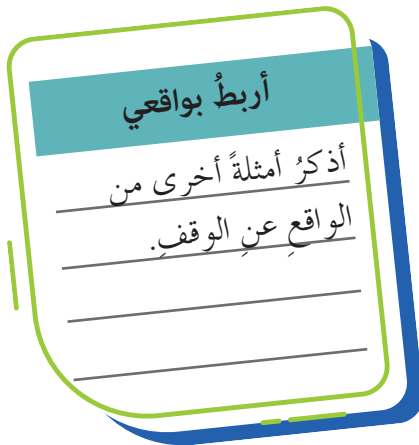 أربطُ بواقعي
أذكرُ أمثلةً أخرى من
الواقعِ عنِ الوقفِ.